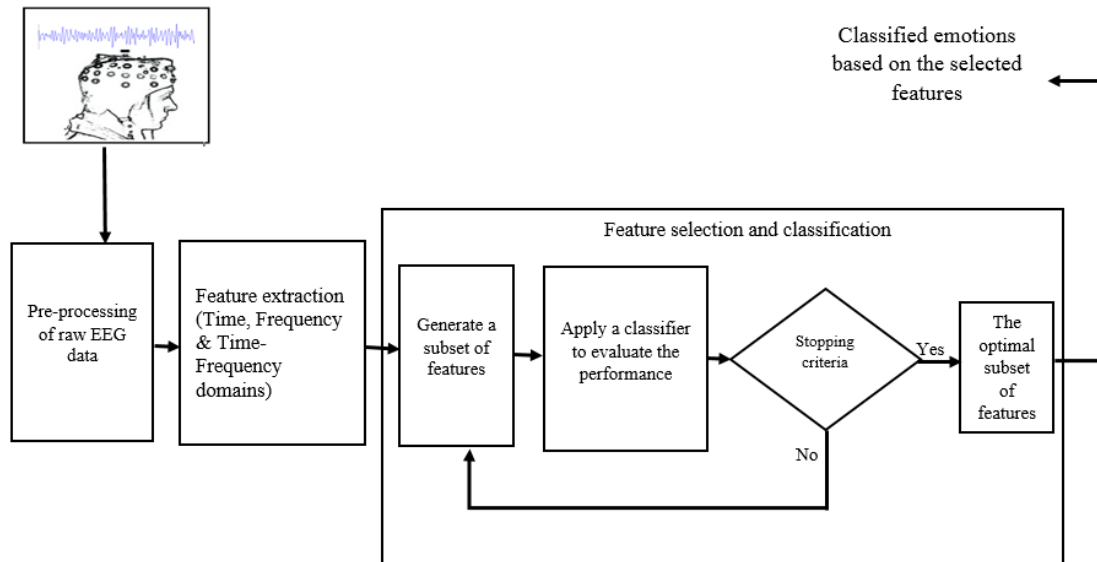 Classified emotions
based on the selected
features
Feature selection and classification
Pre-processing
of raw EEG
data
Feature extraction
(Time, Frequency
& Time-
Frequency
domains)
Generate a
subset of
features
Apply a classifier
to evaluate the
performance
Stopping
criteria
Yes
No
The
optimal
subset
of
features